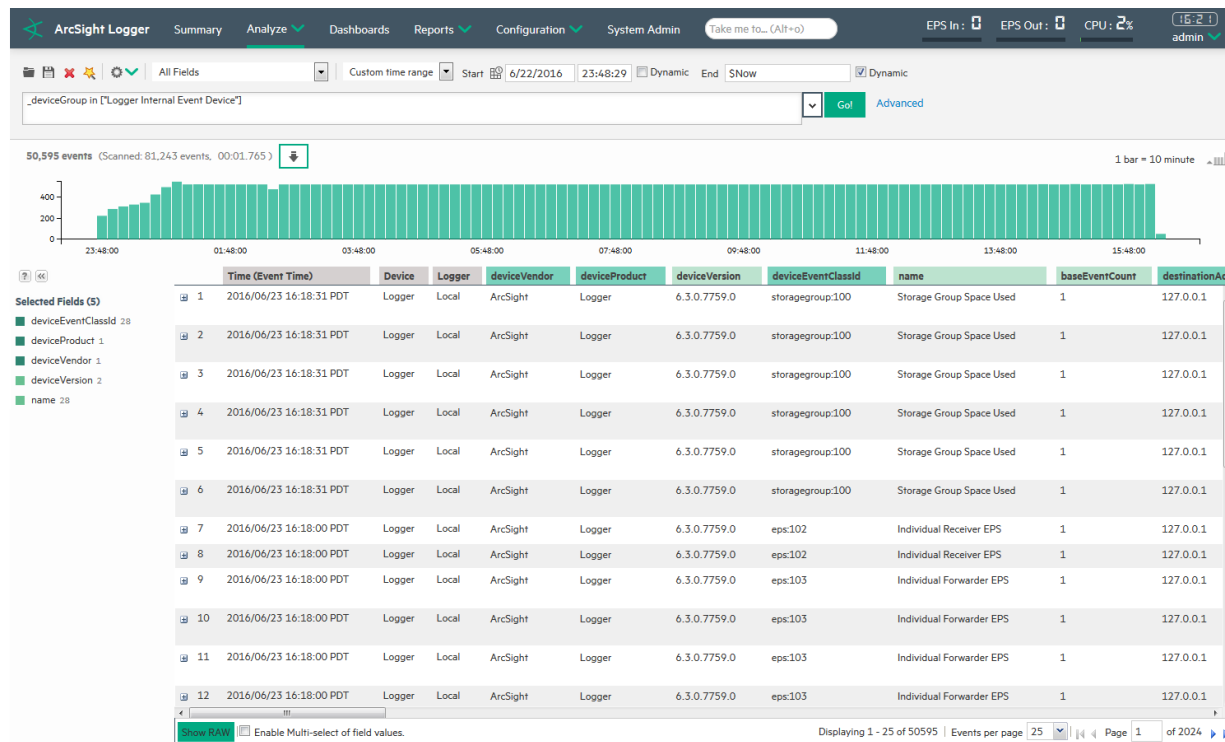 ArcSight Logger Summary Analyze Dashboards Reports Configuration System Admin Take me to... (Alt+o) EPS In : 0 EPS Out : 0 CPU : 2% 16:21
admin
All Fields Custom time range Start 6/22/2016 23:48:29 Dynamic End $Now Dynamic
_deviceGroup in ["Logger Internal Event Device"] Go! Advanced
50,595 events (Scanned: 81,243 events, 00:01.765 ) 1 bar = 10 minute
400
200
0
23:48:00 01:48:00 03:48:00 05:48:00 07:48:00 09:48:00 11:48:00 13:48:00 15:48:00
Time (Event Time) Device Logger deviceVendor deviceProduct deviceVersion deviceEventClassId name baseEventCount destinationAd
Selected Fields (5)
deviceEventClassId 28
deviceProduct 1
deviceVendor 1
deviceVersion 2
name 28
1 2016/06/23 16:18:31 PDT Logger Local ArcSight Logger 6.3.0.7759.0 storagegroup:100 Storage Group Space Used 1 127.0.0.1
2 2016/06/23 16:18:31 PDT Logger Local ArcSight Logger 6.3.0.7759.0 storagegroup:100 Storage Group Space Used 1 127.0.0.1
3 2016/06/23 16:18:31 PDT Logger Local ArcSight Logger 6.3.0.7759.0 storagegroup:100 Storage Group Space Used 1 127.0.0.1
4 2016/06/23 16:18:31 PDT Logger Local ArcSight Logger 6.3.0.7759.0 storagegroup:100 Storage Group Space Used 1 127.0.0.1
5 2016/06/23 16:18:31 PDT Logger Local ArcSight Logger 6.3.0.7759.0 storagegroup:100 Storage Group Space Used 1 127.0.0.1
6 2016/06/23 16:18:31 PDT Logger Local ArcSight Logger 6.3.0.7759.0 storagegroup:100 Storage Group Space Used 1 127.0.0.1
7 2016/06/23 16:18:00 PDT Logger Local ArcSight Logger 6.3.0.7759.0 eps:102 Individual Receiver EPS 1 127.0.0.1
8 2016/06/23 16:18:00 PDT Logger Local ArcSight Logger 6.3.0.7759.0 eps:102 Individual Receiver EPS 1 127.0.0.1
9 2016/06/23 16:18:00 PDT Logger Local ArcSight Logger 6.3.0.7759.0 eps:103 Individual Forwarder EPS 1 127.0.0.1
10 2016/06/23 16:18:00 PDT Logger Local ArcSight Logger 6.3.0.7759.0 eps:103 Individual Forwarder EPS 1 127.0.0.1
11 2016/06/23 16:18:00 PDT Logger Local ArcSight Logger 6.3.0.7759.0 eps:103 Individual Forwarder EPS 1 127.0.0.1
12 2016/06/23 16:18:00 PDT Logger Local ArcSight Logger 6.3.0.7759.0 eps:103 Individual Forwarder EPS 1 127.0.0.1
Show RAW Enable Multi-select of field values. Displaying 1 - 25 of 50595 Events per page 25 Page 1 of 2024